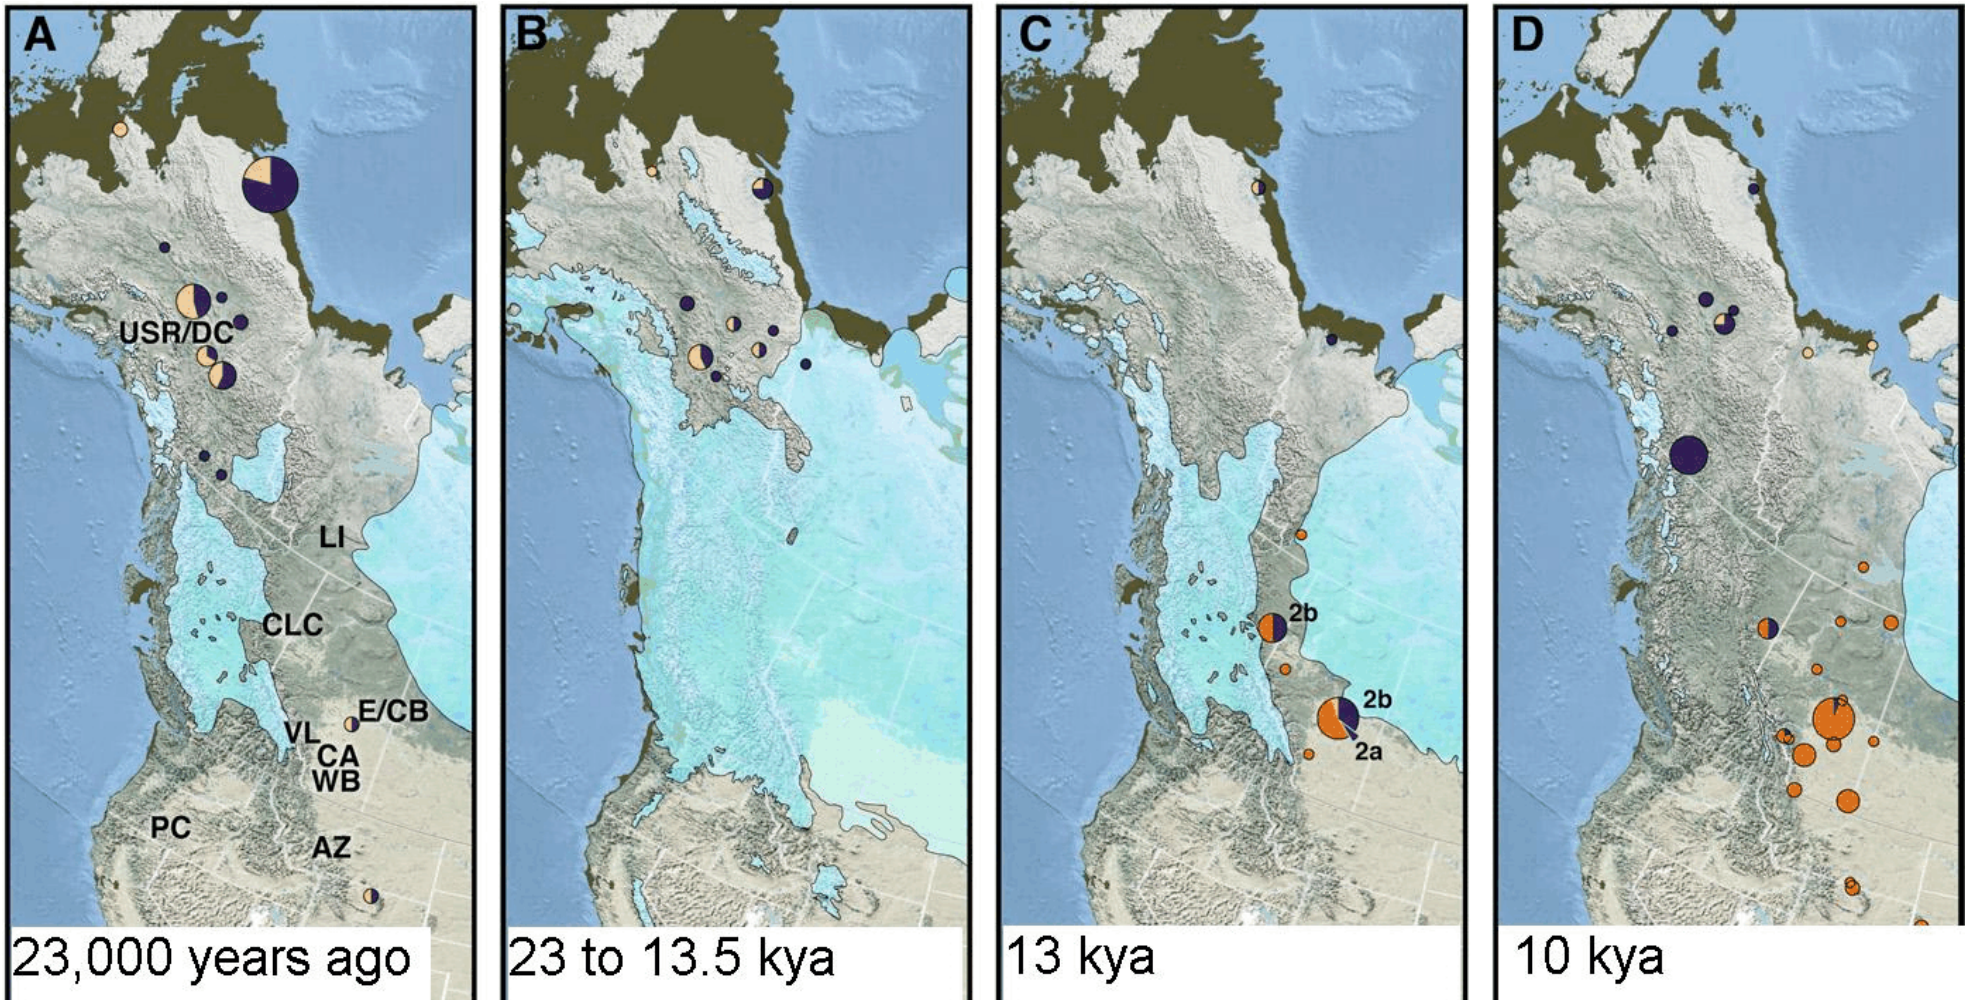 A
B
C
D
USR/DC
LI
CLC
E/CB
VL
CA
WB
PC
AZ
2b
2b
2a
23,000 years ago
23 to 13.5 kya
13 kya
10 kya